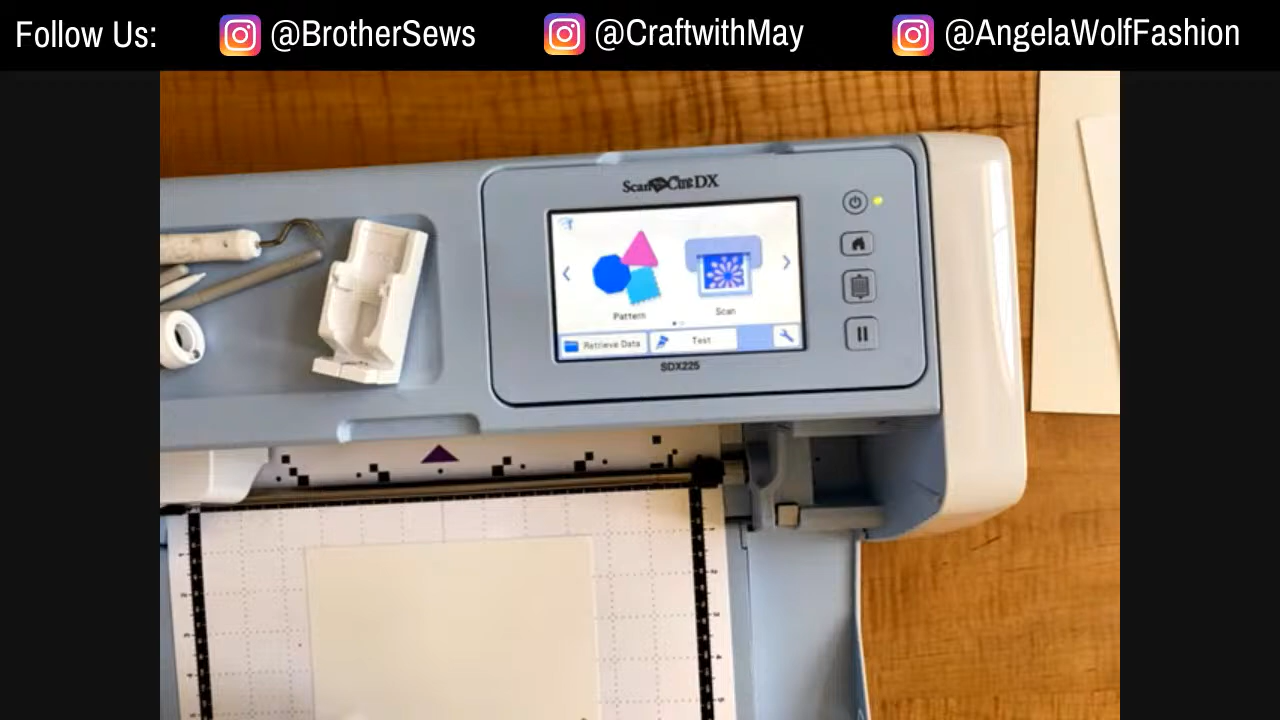 Follow Us: @BrotherSews @CraftwithMay @AngelaWolfFashion
ScanNCut DX
Pattern
Scan
Retrieve Data
Test
SDX225